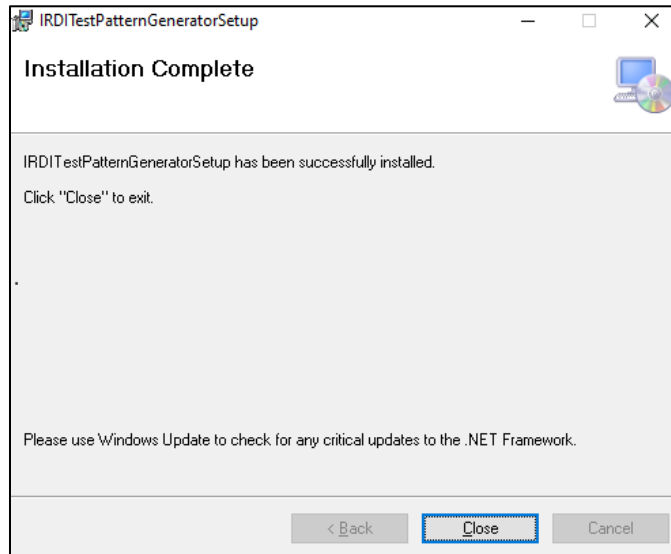 IRDITestPatternGeneratorSetup
Installation Complete
IRDITestPatternGeneratorSetup has been successfully installed.
Click "Close" to exit.
.
Please use Windows Update to check for any critical updates to the .NET Framework.
< Back Close Cancel